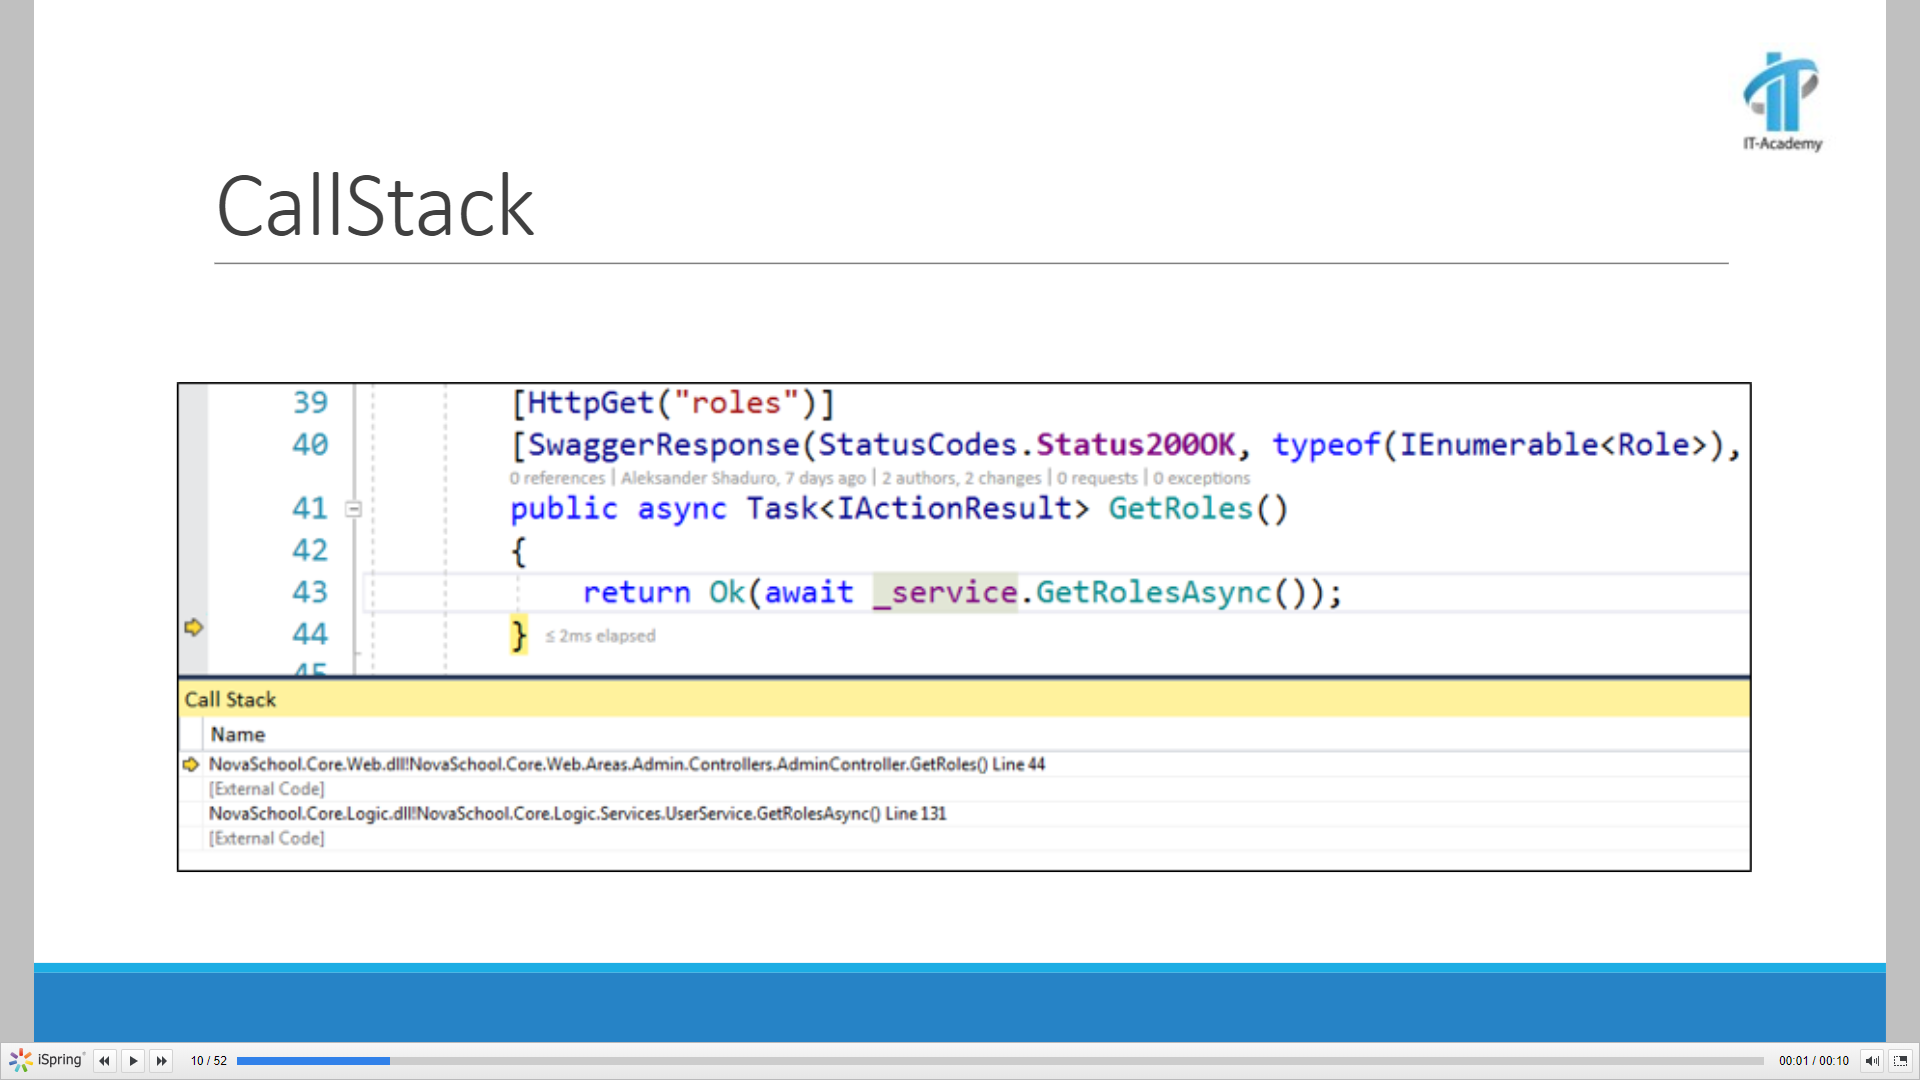 IT-Academy
CallStack
39 [HttpGet("roles")]
40 [SwaggerResponse(StatusCodes.Status200OK, typeof(IEnumerable<Role>),
0 references | Aleksander Shaduro, 7 days ago | 2 authors, 2 changes | 0 requests | 0 exceptions
41 public async Task<IActionResult> GetRoles()
42 {
43 return Ok(await _service.GetRolesAsync());
44 } ≤ 2ms elapsed
45
Call Stack
Name
NovaSchool.Core.Web.dll!NovaSchool.Core.Web.Areas.Admin.Controllers.AdminController.GetRoles() Line 44
[External Code]
NovaSchool.Core.Logic.dll!NovaSchool.Core.Logic.Services.UserService.GetRolesAsync() Line 131
[External Code]
iSpring 10 / 52 00:01 / 00:10